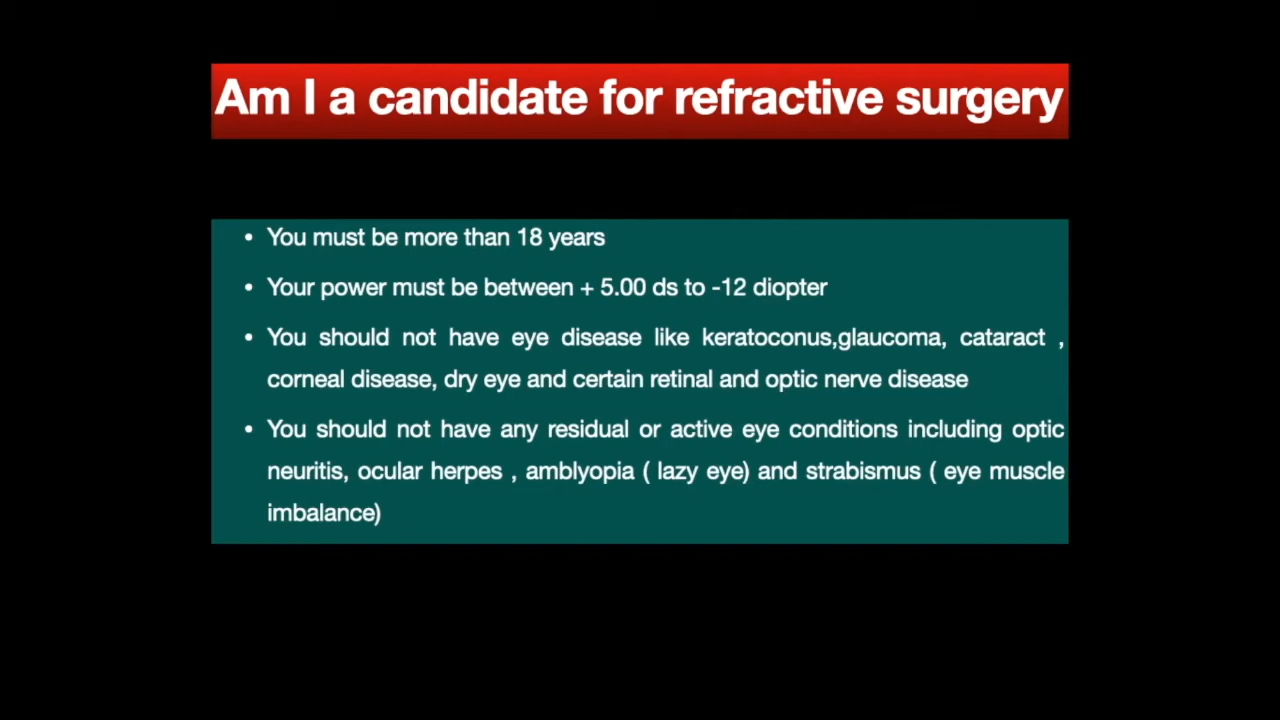 Am I a candidate for refractive surgery
• You must be more than 18 years
• Your power must be between + 5.00 ds to -12 diopter
• You should not have eye disease like keratoconus,glaucoma, cataract ,
corneal disease, dry eye and certain retinal and optic nerve disease
• You should not have any residual or active eye conditions including optic
neuritis, ocular herpes , amblyopia ( lazy eye) and strabismus ( eye muscle
imbalance)